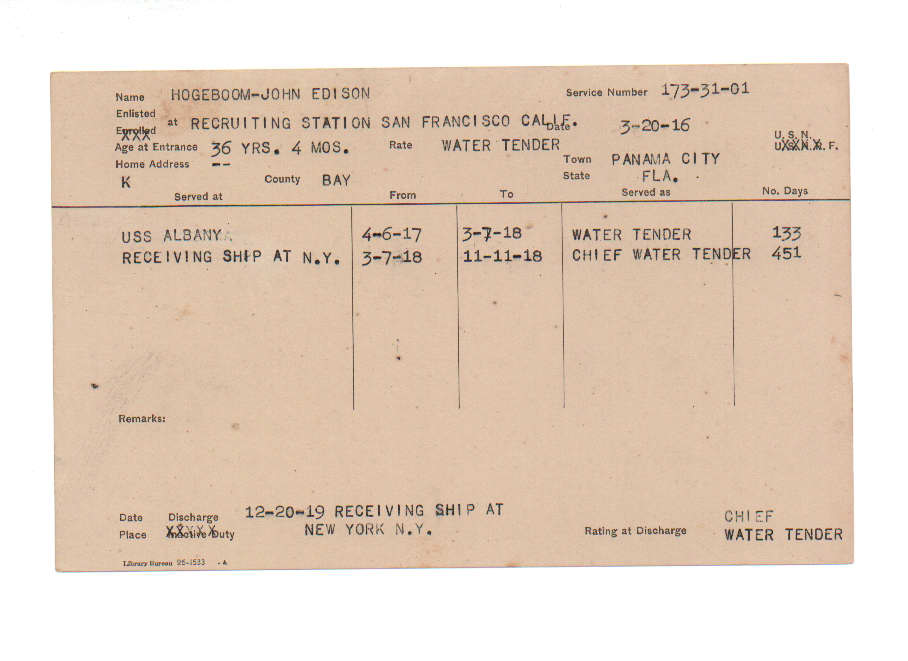 Name HOGEBOOM-JOHN EDISON Service Number 173-31-01
Enlisted
Enrolled at RECRUITING STATION SAN FRANCISCO CALIF. Date 3-20-16
XXX
Age at Entrance 36 YRS. 4 MOS. Rate WATER TENDER U. S. N.
U. S. N. R. F.
Home Address -- Town PANAMA CITY
K County BAY State FLA.
Served at From To Served as No. Days
USS ALBANY 4-6-17 3-7-18 WATER TENDER 133
RECEIVING SHIP AT N.Y. 3-7-18 11-11-18 CHIEF WATER TENDER 451
Remarks:
Date Discharge 12-20-19 RECEIVING SHIP AT
Place Inactive Duty NEW YORK N.Y. Rating at Discharge CHIEF
WATER TENDER
Library Bureau 26-1533 -A